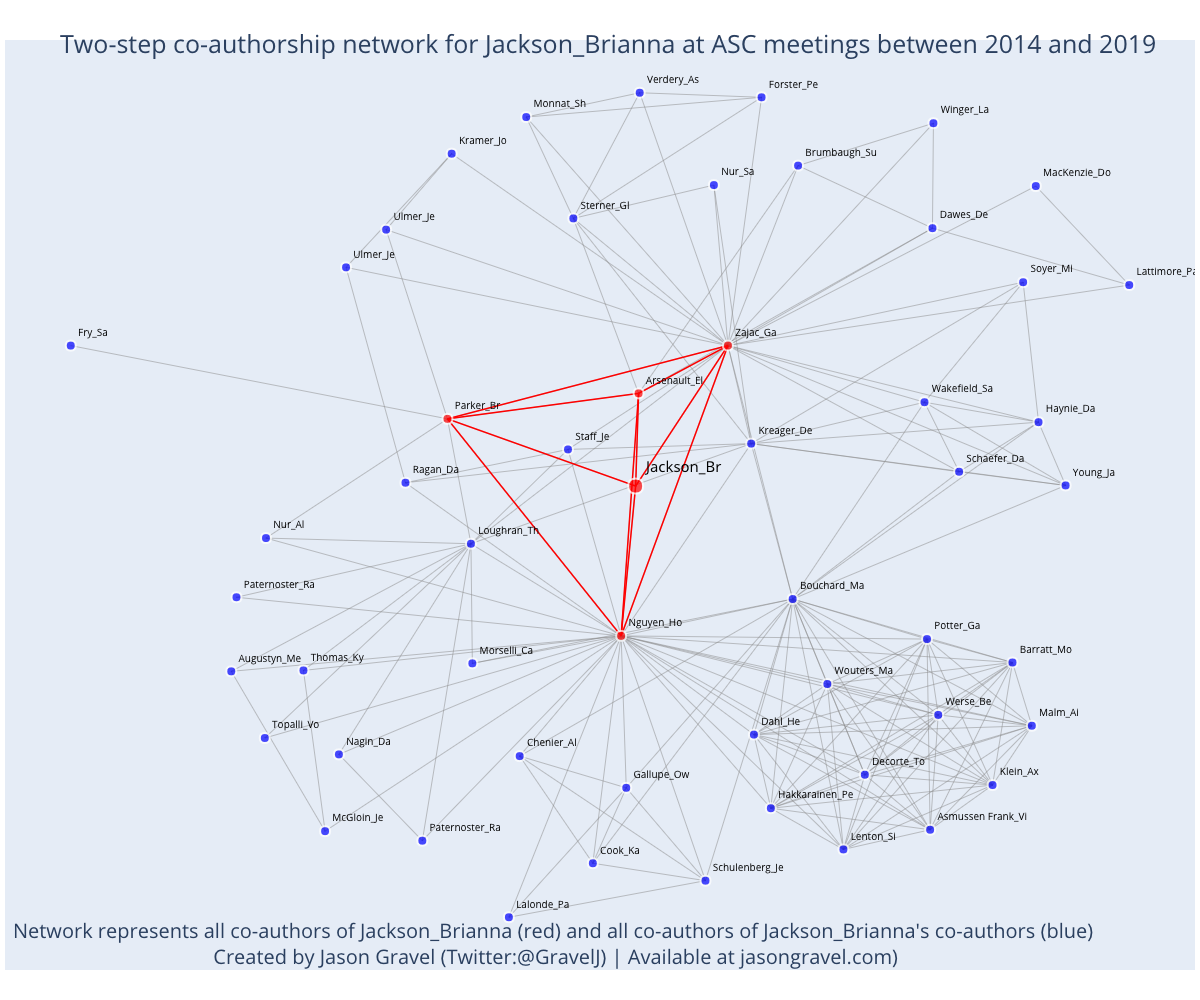 Two-step co-authorship network for Jackson_Brianna at ASC meetings between 2014 and 2019
Verdery_As
Forster_Pe
Monnat_Sh
Winger_La
Kramer_Jo
Brumbaugh_Su
Nur_Sa
MacKenzie_Do
Sterner_Gl
Ulmer_Je
Dawes_De
Ulmer_Je
Soyer_Mi
Lattimore_Pa
Fry_Sa
Zajac_Ga
Arsenault_El
Wakefield_Sa
Parker_Br
Haynie_Da
Kreager_De
Staff_Je
Schaefer_Da
Jackson_Br
Ragan_Da
Young_Ja
Nur_Al
Loughran_Th
Paternoster_Ra
Bouchard_Ma
Nguyen_Ho
Potter_Ga
Barratt_Mo
Morselli_Ca
Augustyn_Me
Thomas_Ky
Wouters_Ma
Werse_Be
Malm_Ai
Topalli_Vo
Dahl_He
Nagin_Da
Chenier_Al
Decorte_To
Klein_Ax
Gallupe_Ow
Hakkarainen_Pe
McGloin_Je
Asmussen Frank_Vi
Paternoster_Ra
Lenton_Si
Cook_Ka
Schulenberg_Je
Lalonde_Pa
Network represents all co-authors of Jackson_Brianna (red) and all co-authors of Jackson_Brianna's co-authors (blue)
Created by Jason Gravel (Twitter:@GravelJ) | Available at jasongravel.com)